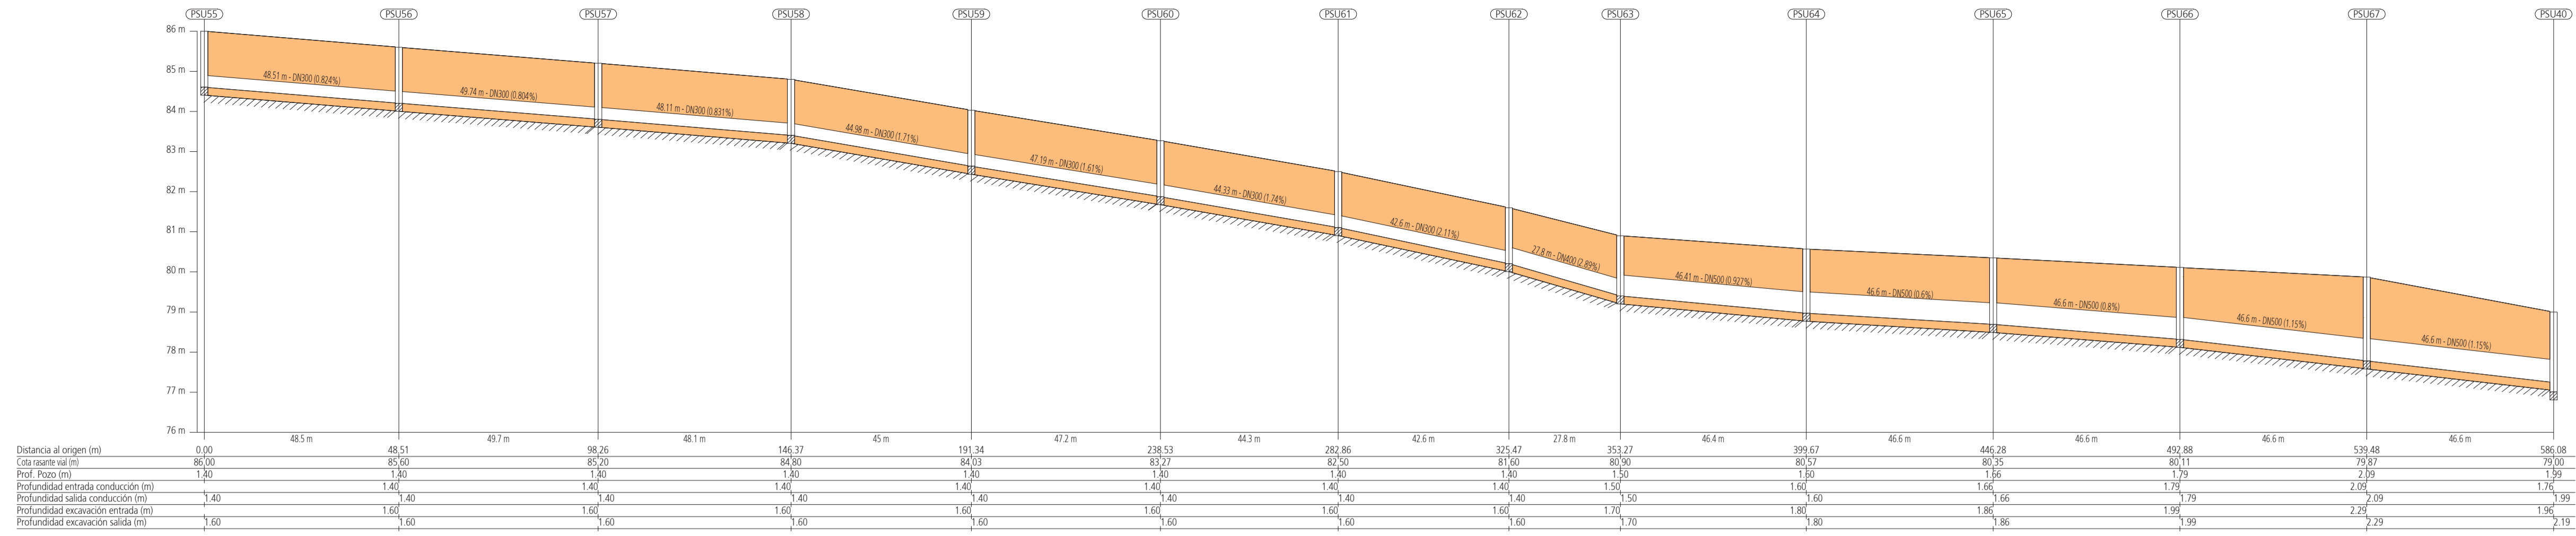 PSU55 PSU56 PSU57 PSU58 PSU59 PSU60 PSU61 PSU62 PSU63 PSU64 PSU65 PSU66 PSU67 PSU40
86 m
85 m
84 m
83 m
82 m
81 m
80 m
79 m
78 m
77 m
76 m
48.51 m - DN300 (0.824%)
49.74 m - DN300 (0.804%)
48.11 m - DN300 (0.831%)
44.98 m - DN300 (1.71%)
47.19 m - DN300 (1.61%)
44.33 m - DN300 (1.74%)
42.6 m - DN300 (2.11%)
27.8 m - DN400 (2.89%)
46.41 m - DN500 (0.927%)
46.6 m - DN500 (0.6%)
46.6 m - DN500 (0.8%)
46.6 m - DN500 (1.15%)
46.6 m - DN500 (1.15%)
48.5 m 49.7 m 48.1 m 45 m 47.2 m 44.3 m 42.6 m 27.8 m 46.4 m 46.6 m 46.6 m 46.6 m 46.6 m
Distancia al origen (m) 0.00 48.51 98.26 146.37 191.34 238.53 282.86 325.47 353.27 399.67 446.28 492.88 539.48 586.08
Cota rasante vial (m) 86.00 85.60 85.20 84.80 84.03 83.27 82.50 81.60 80.90 80.57 80.35 80.11 79.87 79.00
Prof. Pozo (m) 1.40 1.40 1.40 1.40 1.40 1.40 1.40 1.40 1.50 1.60 1.66 1.79 2.09 1.99
Profundidad entrada conducción (m) 1.40 1.40 1.40 1.40 1.40 1.40 1.40 1.50 1.60 1.66 1.79 2.09 1.76
Profundidad salida conducción (m) 1.40 1.40 1.40 1.40 1.40 1.40 1.40 1.40 1.50 1.60 1.66 1.79 2.09 1.99
Profundidad excavación entrada (m) 1.60 1.60 1.60 1.60 1.60 1.60 1.60 1.70 1.80 1.86 1.99 2.29 1.96
Profundidad excavación salida (m) 1.60 1.60 1.60 1.60 1.60 1.60 1.60 1.60 1.70 1.80 1.86 1.99 2.29 2.19